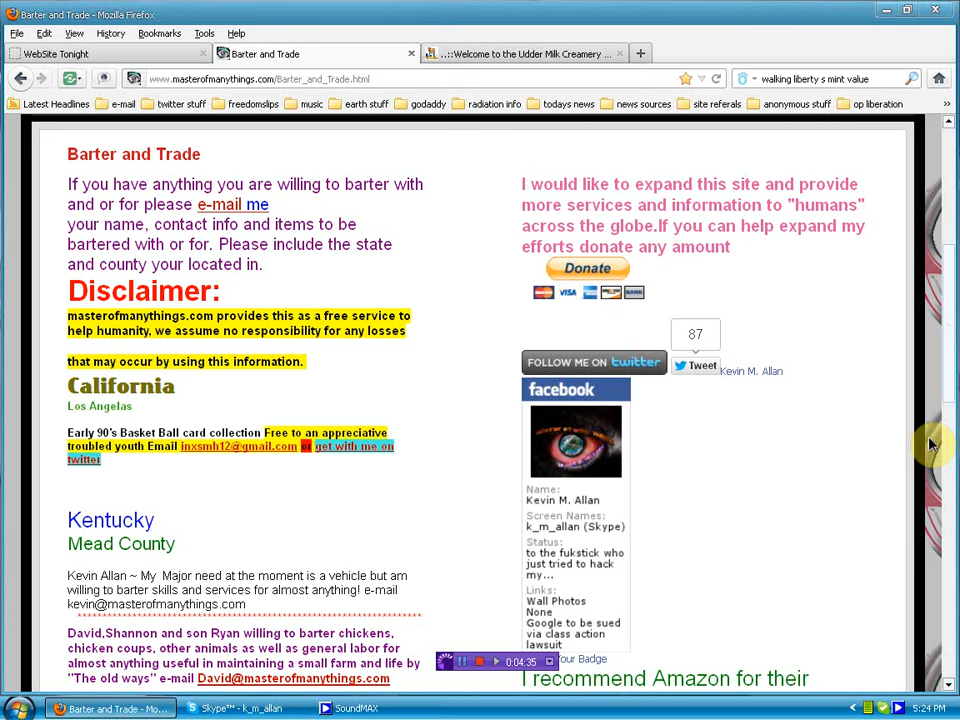 Barter and Trade - Mozilla Firefox
File Edit View History Bookmarks Tools Help
WebSite Tonight
Barter and Trade
..::Welcome to the Udder Milk Creamery ...
www.masterofmanythings.com/Barter_and_Trade.html
walking liberty s mint value
Latest Headlines e-mail twitter stuff freedomslips music earth stuff godaddy radiation info todays news news sources site referals anonymous stuff op liberation
Barter and Trade
If you have anything you are willing to barter with
and or for please e-mail me
your name, contact info and items to be
bartered with or for. Please include the state
and county your located in.
Disclaimer:
masterofmanythings.com provides this as a free service to
help humanity, we assume no responsibility for any losses
that may occur by using this information.
California
Los Angelas
Early 90's Basket Ball card collection Free to an appreciative
troubled youth Email inxsmh12@gmail.com or get with me on
twitter
Kentucky
Mead County
Kevin Allan ~ My Major need at the moment is a vehicle but am
willing to barter skills and services for almost anything! e-mail
kevin@masterofmanythings.com
**********************************************************************
David,Shannon and son Ryan willing to barter chickens,
chicken coups, other animals as well as general labor for
almost anything useful in maintaining a small farm and life by
"The old ways" e-mail David@masterofmanythings.com
I would like to expand this site and provide
more services and information to "humans"
across the globe.If you can help expand my
efforts donate any amount
Donate
VISA
BANK
87
FOLLOW ME ON twitter
Tweet
Kevin M. Allan
facebook
Name:
Kevin M. Allan
Screen Names:
k_m_allan (Skype)
Status:
to the fukstick who
just tried to hack
my...
Links:
Wall Photos
None
Google to be sued
via class action
lawsuit
0:04:35
Your Badge
I recommend Amazon for their
Barter and Trade - Mo...
Skype™ - k_m_allan
SoundMAX
5:24 PM